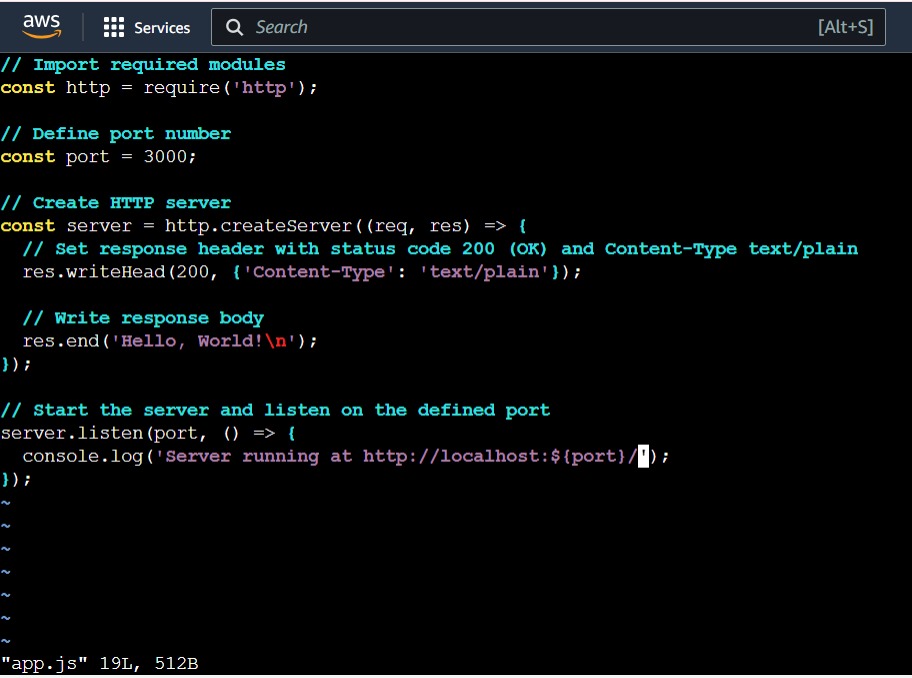 aws Services Search [Alt+S]
// Import required modules
const http = require('http');

// Define port number
const port = 3000;

// Create HTTP server
const server = http.createServer((req, res) => {
  // Set response header with status code 200 (OK) and Content-Type text/plain
  res.writeHead(200, {'Content-Type': 'text/plain'});

  // Write response body
  res.end('Hello, World!\n');
});

// Start the server and listen on the defined port
server.listen(port, () => {
  console.log('Server running at http://localhost:${port}/');
});
~
~
~
~
~
~
~
"app.js" 19L, 512B